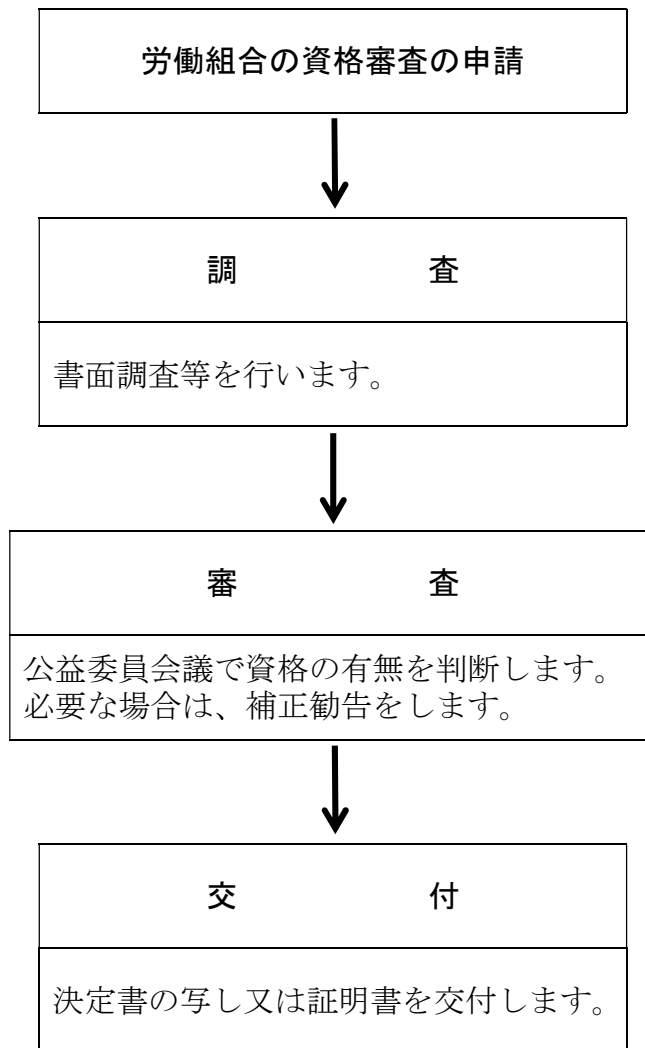 労働組合の資格審査の申請
調　　　　　査
書面調査等を行います。
審　　　　　査
公益委員会議で資格の有無を判断します。
必要な場合は、補正勧告をします。
交　　　　　付
決定書の写し又は証明書を交付します。